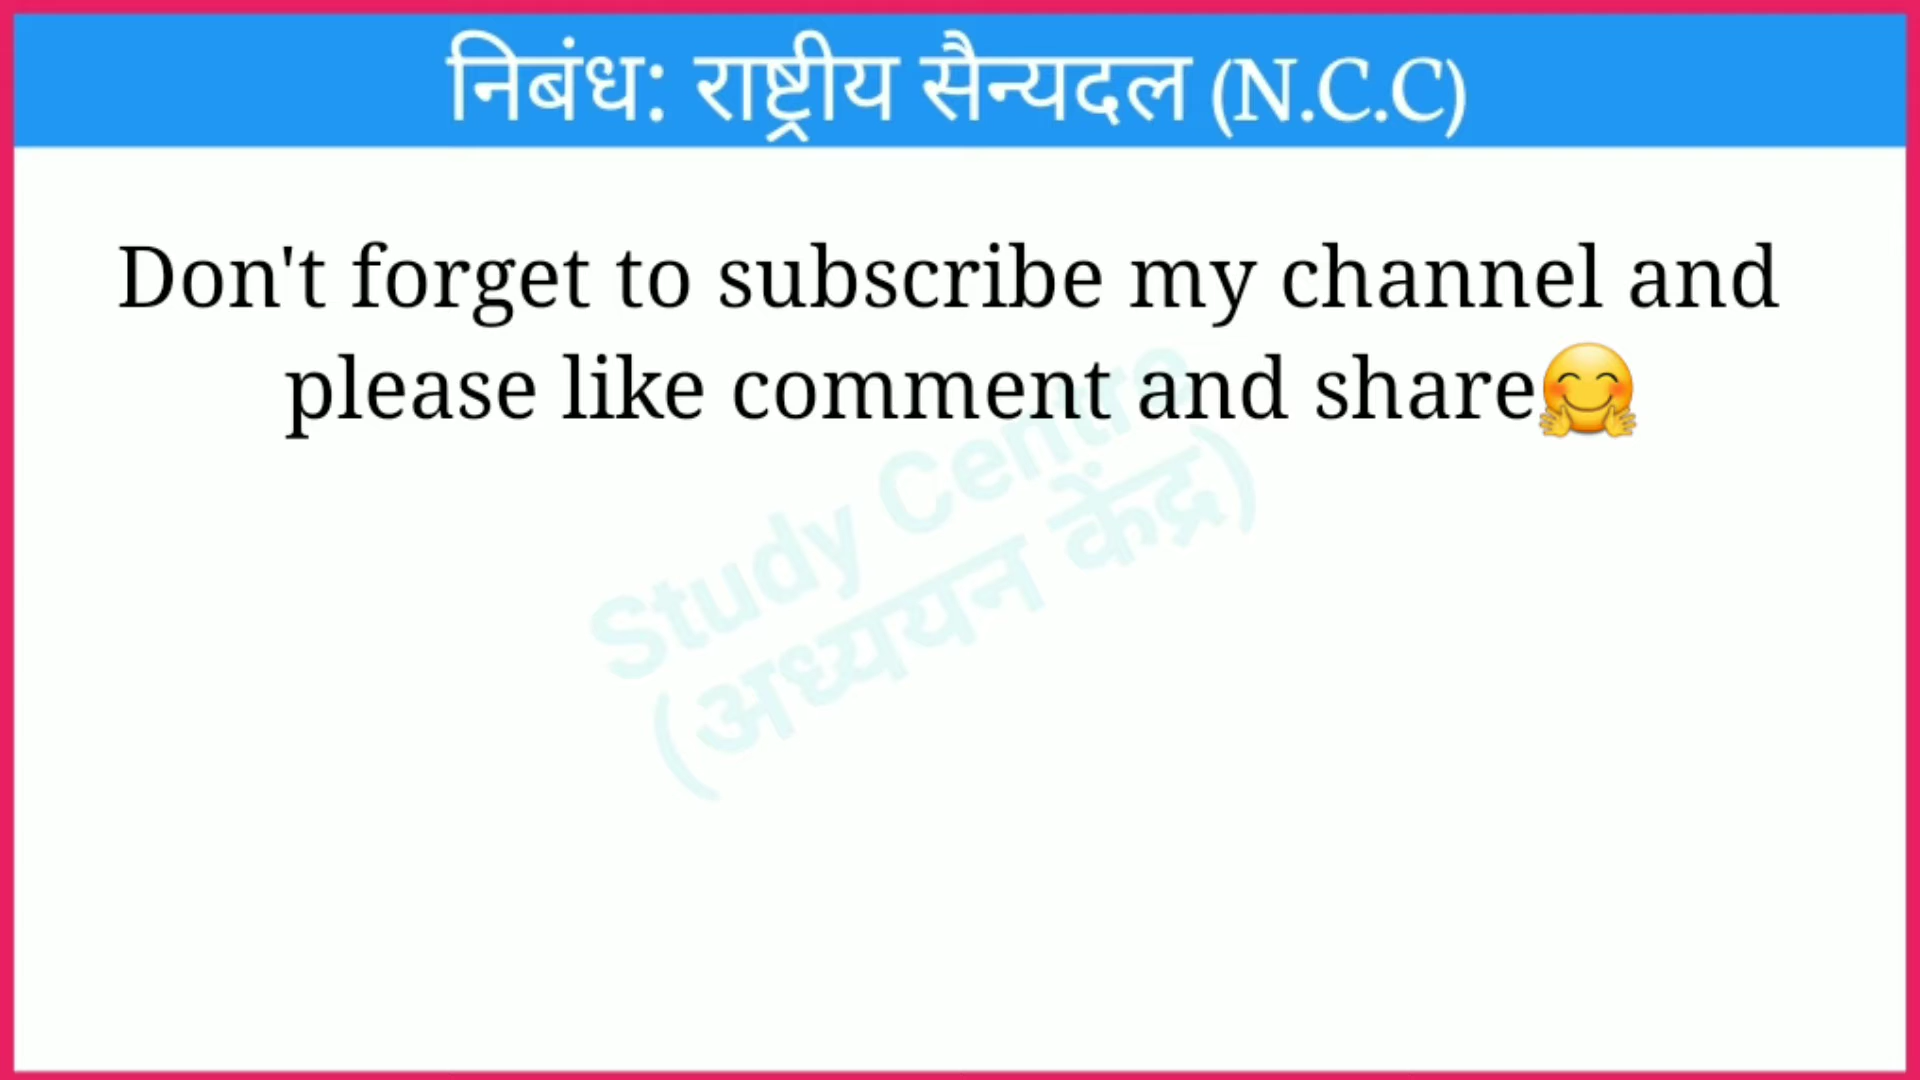 निबंध: राष्ट्रीय सैन्यदल (N.C.C)
Don't forget to subscribe my channel and
please like comment and share🤗
Study Centre
(अध्ययन केंद्र)